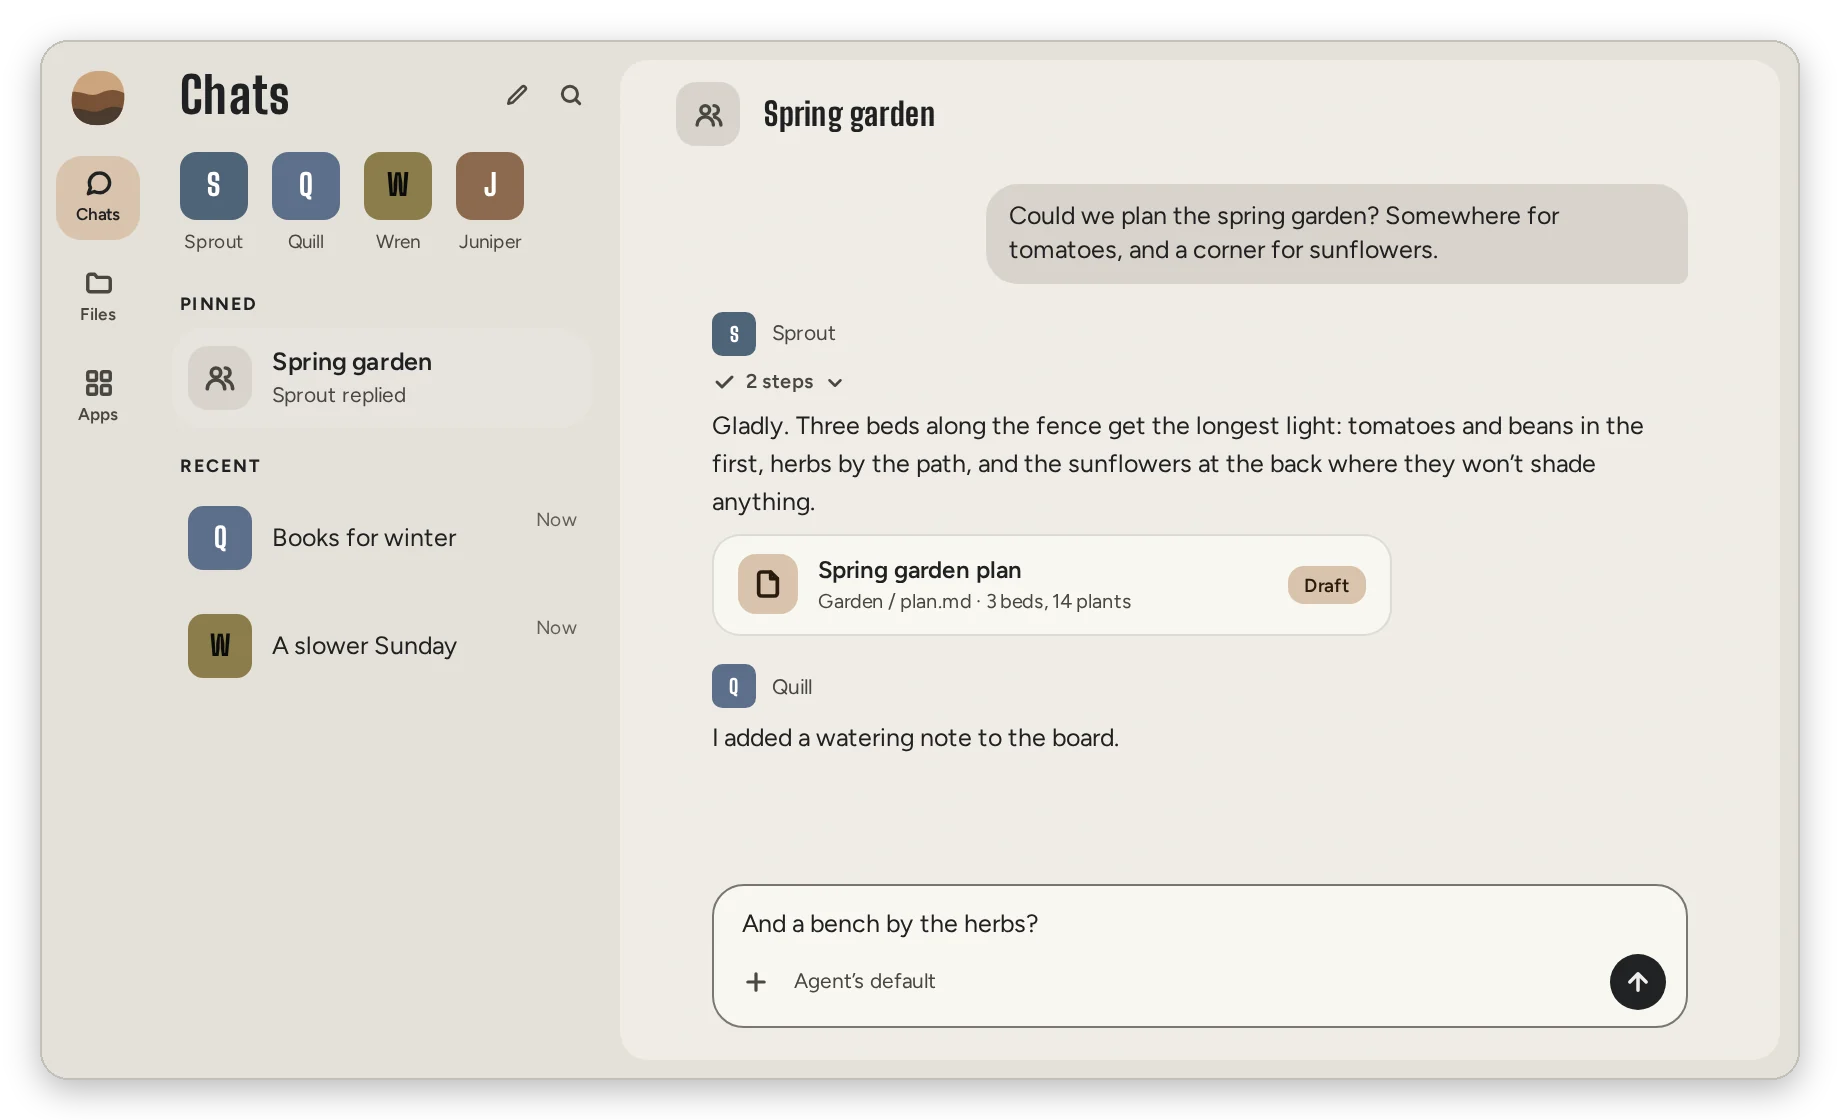 Chats
Chats
Files
Apps
S
Q
W
J
Sprout
Quill
Wren
Juniper
PINNED
Spring garden
Sprout replied
RECENT
Q
Books for winter
Now
W
A slower Sunday
Now
Spring garden
Could we plan the spring garden? Somewhere for
tomatoes, and a corner for sunflowers.
S
Sprout
2 steps
Gladly. Three beds along the fence get the longest light: tomatoes and beans in the
first, herbs by the path, and the sunflowers at the back where they won’t shade
anything.
Spring garden plan
Garden / plan.md · 3 beds, 14 plants
Draft
Q
Quill
I added a watering note to the board.
And a bench by the herbs?
Agent’s default